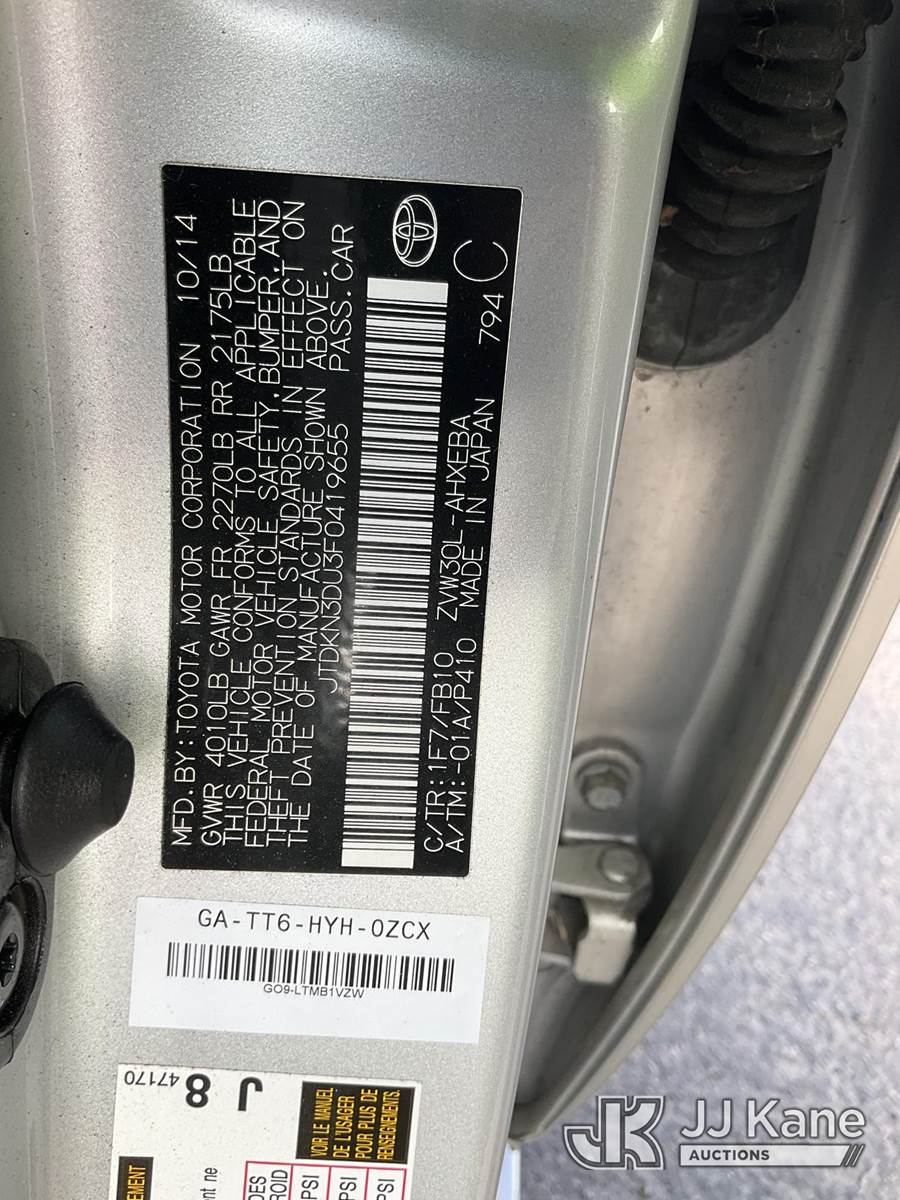 MFD.BY:TOYOTA MOTOR CORPORATION 10/14
GVWR 4010LB GAWR FR 2270LB RR 2175LB
THIS VEHICLE CONFORMS TO ALL APPLICABLE
FEDERAL MOTOR VEHICLE SAFETY,BUMPER,AND
THEFT PREVENTION STANDARDS IN EFFECT ON
THE DATE OF MANUFACTURE SHOWN ABOVE.
JTDKN3DU3F0419655 PASS.CAR
C/TR:1F7/FB10 ZVW30L-AHXEBA 794 C
A/TM:-01A/P410 MADE IN JAPAN
GA-TT6-HYH-0ZCX
GO9-LTMB1VZW
47170
J 8
VOIR LE MANUEL
DE L'USAGER
POUR PLUS DE
RENSEIGNEMENTS
PSI
PSI
PSI
JK JJ Kane
AUCTIONS